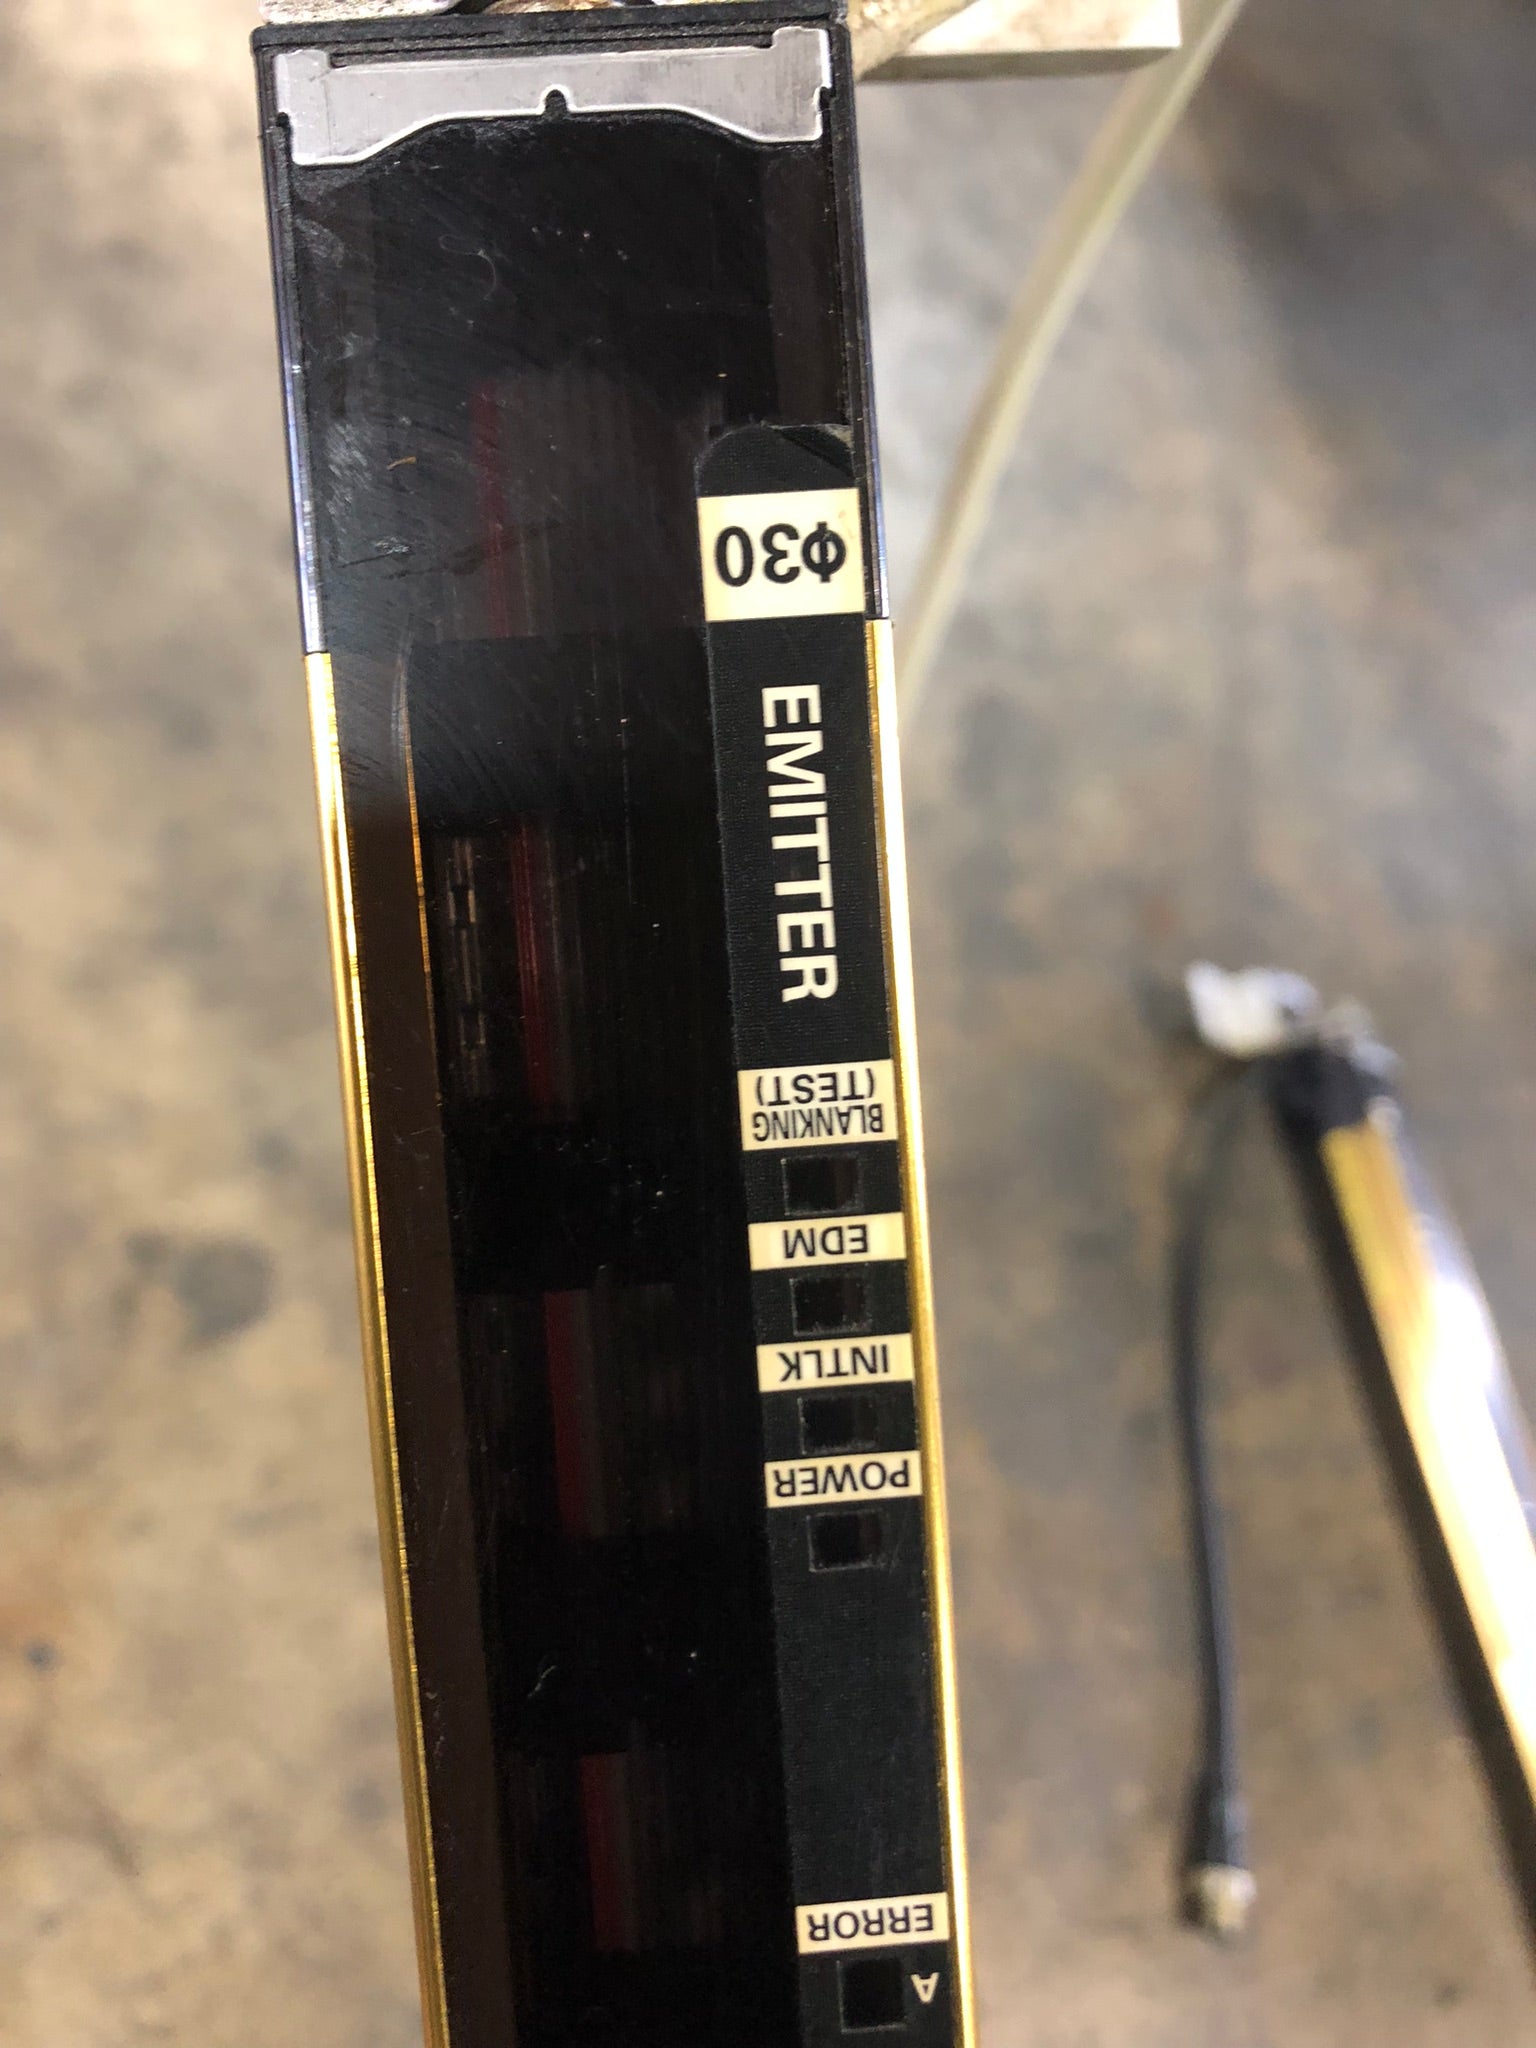 A
ERROR
POWER
INTLK
EDM
BLANKING
(TEST)
EMITTER
Φ30